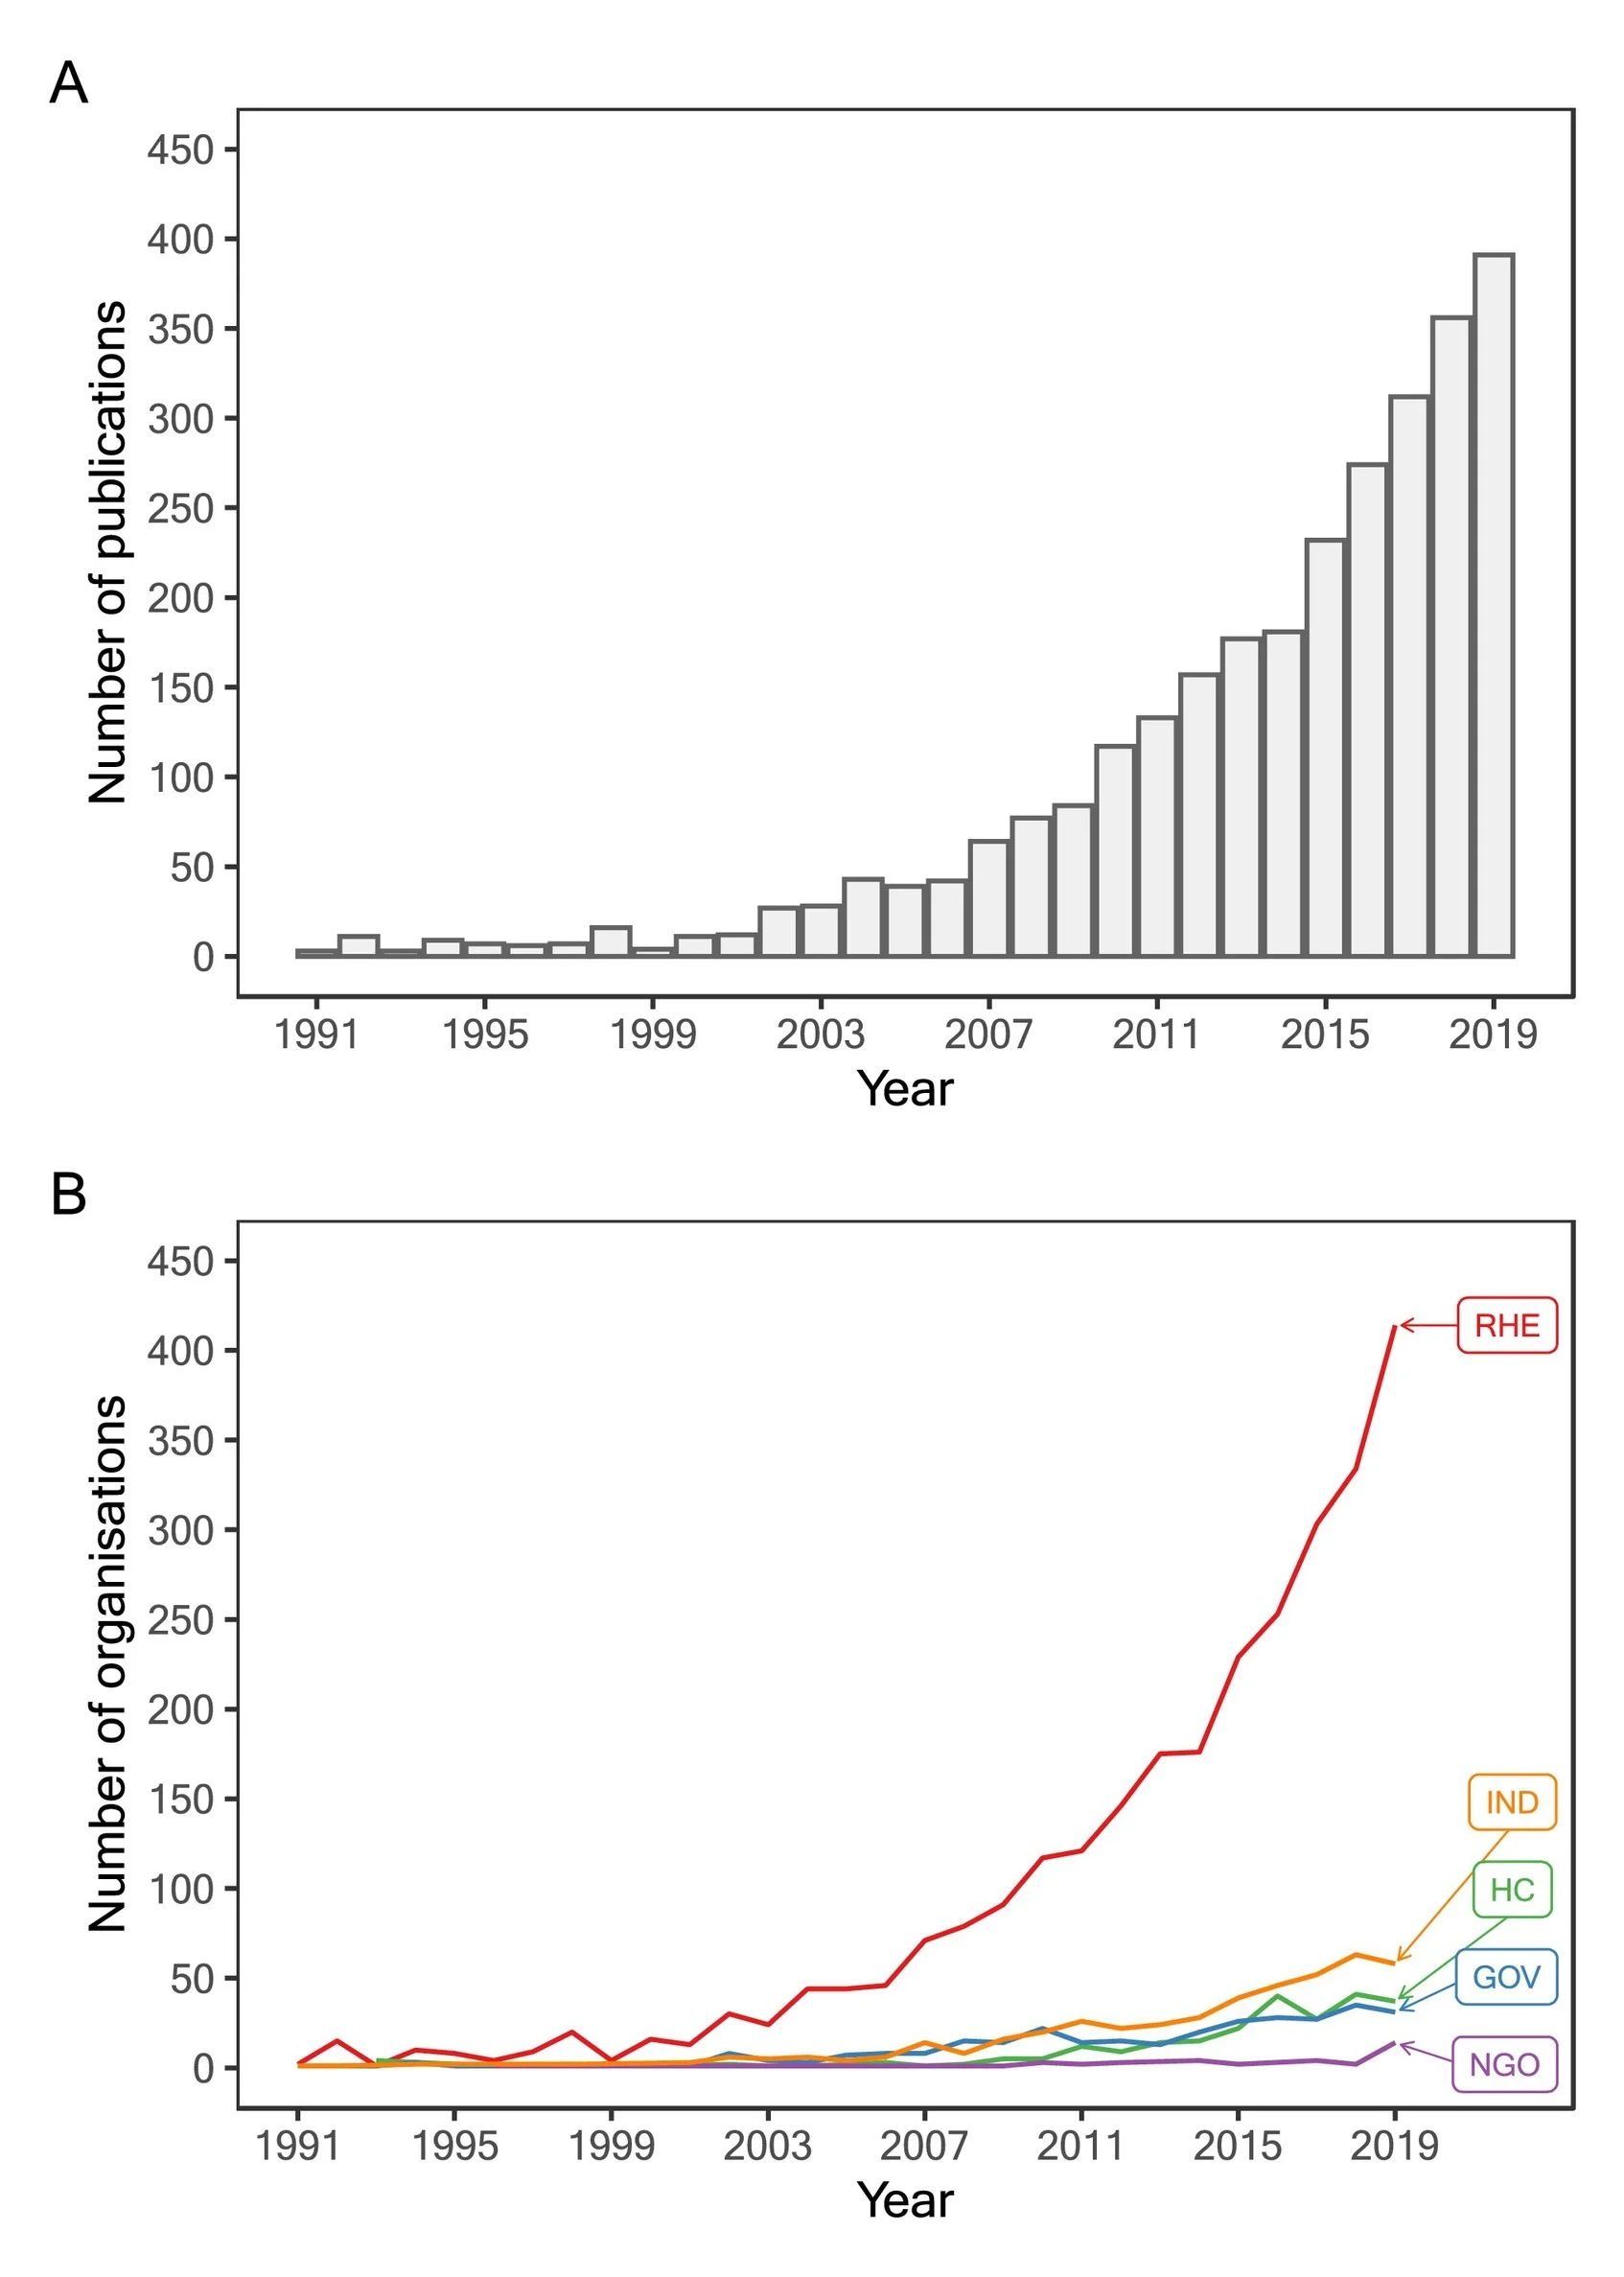 A
450
400
350
300
250
200
150
100
50
0
Number of publications
1991 1995 1999 2003 2007 2011 2015 2019
Year
B
450
400
350
300
250
200
150
100
50
0
Number of organisations
RHE
IND
HC
GOV
NGO
1991 1995 1999 2003 2007 2011 2015 2019
Year